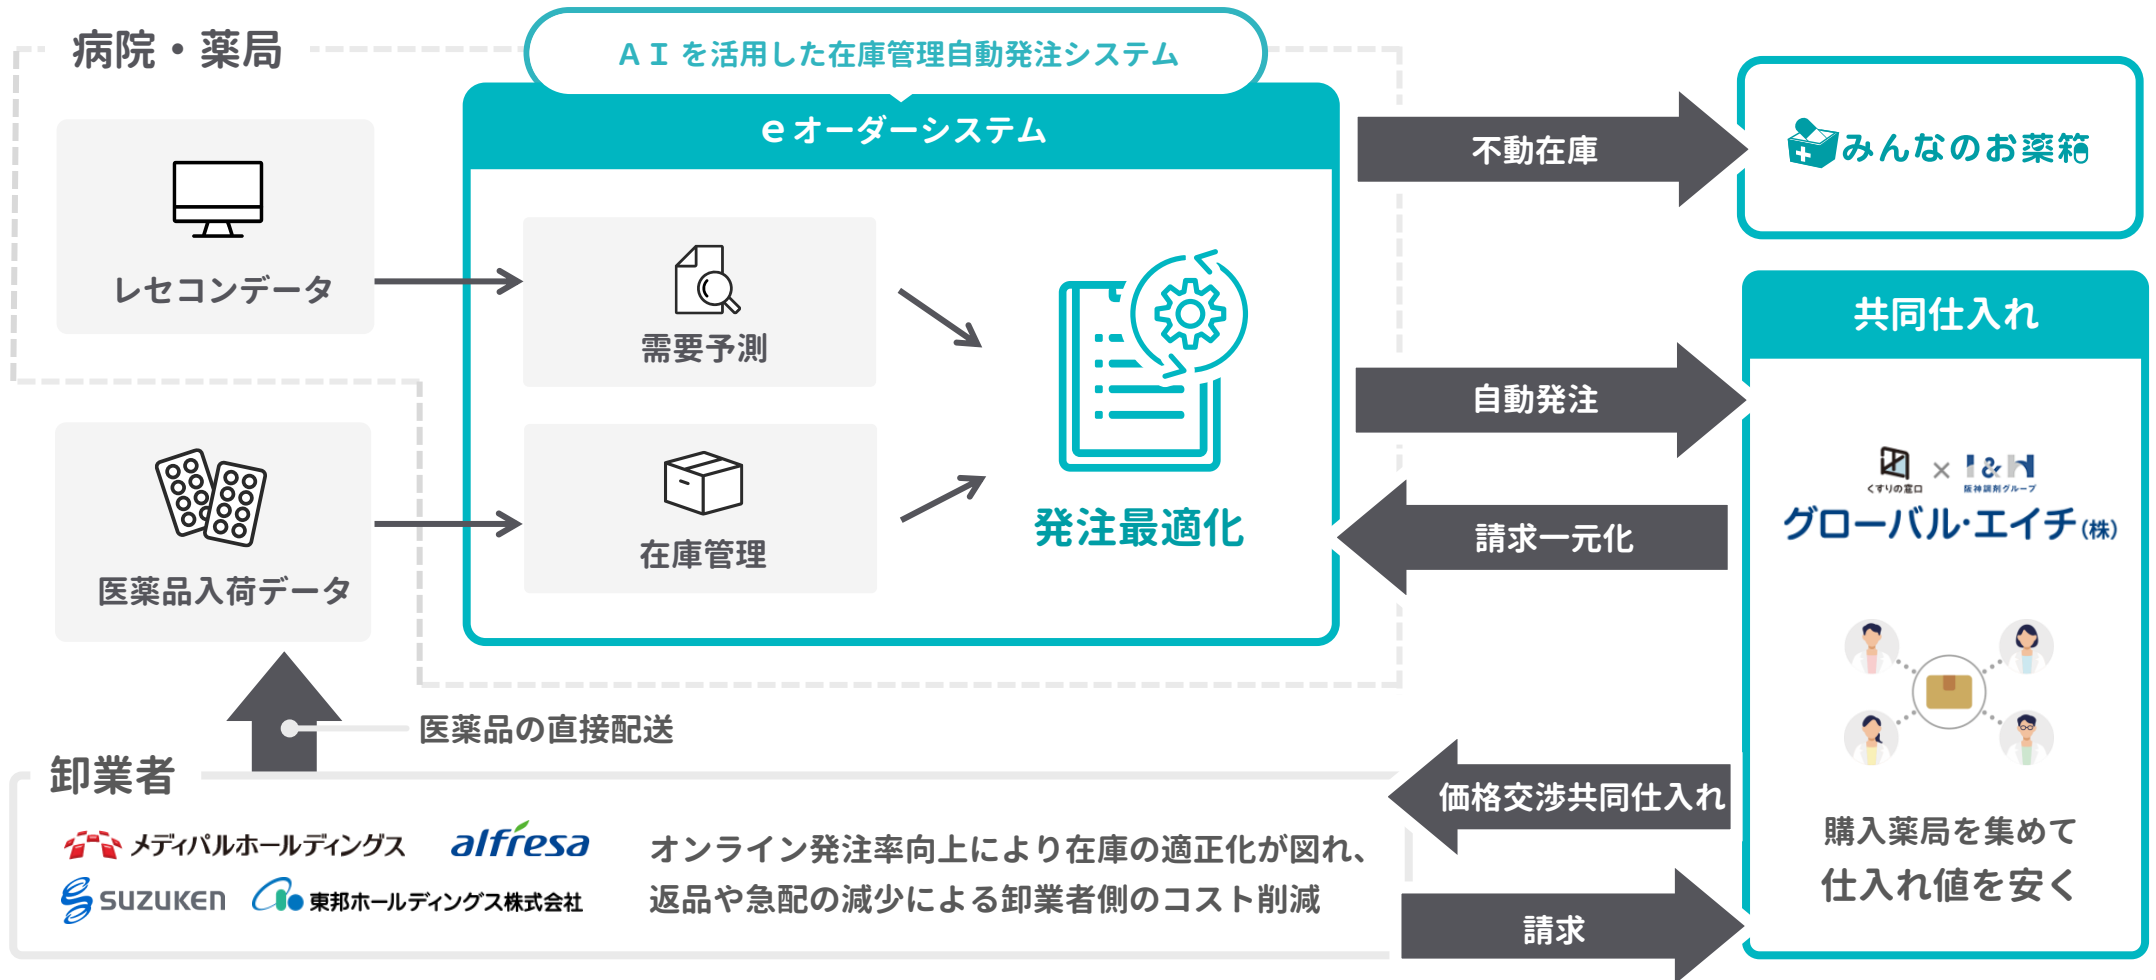 病院・薬局
ＡＩを活用した在庫管理自動発注システム
eオーダーシステム
レセコンデータ
需要予測
医薬品入荷データ
在庫管理
発注最適化
不動在庫
みんなのお薬箱
自動発注
請求一元化
共同仕入れ
くすりの窓口
×
I&H
阪神調剤グループ
グローバル・エイチ(株)
購入薬局を集めて
仕入れ値を安く
医薬品の直接配送
卸業者
メディパルホールディングス
alfresa
SUZUKEN
東邦ホールディングス株式会社
オンライン発注率向上により在庫の適正化が図れ、
返品や急配の減少による卸業者側のコスト削減
価格交渉共同仕入れ
請求